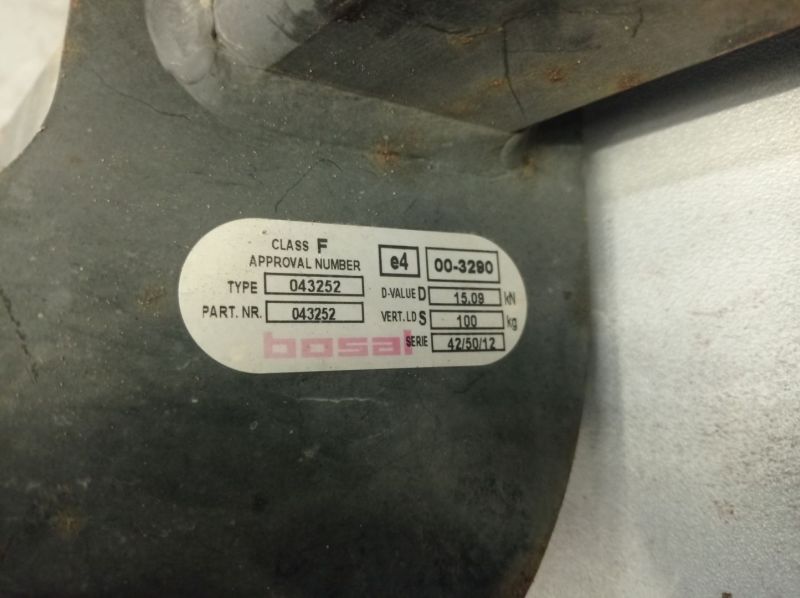 CLASS F
APPROVAL NUMBER e4 00-3290
TYPE 043252 D-VALUE D 15.09 kN
PART. NR. 043252 VERT. LD S 100 kg
bosal SERIE 42/50/12